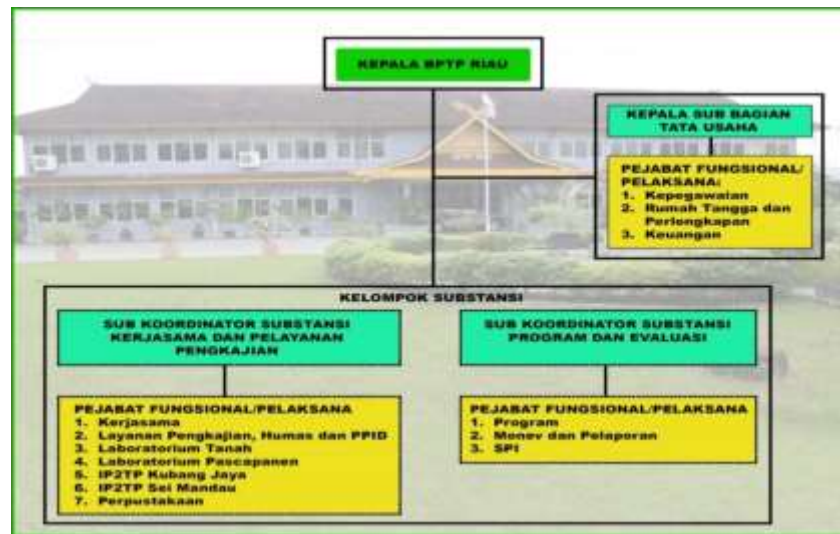 KEPALA BPTP RIAU
KEPALA SUB BAGIAN
TATA USAHA
PEJABAT FUNGSIONAL/
PELAKSANA:
1. Kepegawaian
2. Rumah Tangga dan
Perlengkapan
3. Keuangan
KELOMPOK SUBSTANSI
SUB KOORDINATOR SUBSTANSI
KERJASAMA DAN PELAYANAN
PENGKAJIAN
PEJABAT FUNGSIONAL/PELAKSANA
1. Kerjasama
2. Layanan Pengkajian, Humas dan PPID
3. Laboratorium Tanah
4. Laboratorium Pascapanen
5. IP2TP Kubang Jaya
6. IP2TP Sei Mandau
7. Perpustakaan
SUB KOORDINATOR SUBSTANSI
PROGRAM DAN EVALUASI
PEJABAT FUNGSIONAL/PELAKSANA
1. Program
2. Monev dan Pelaporan
3. SPI